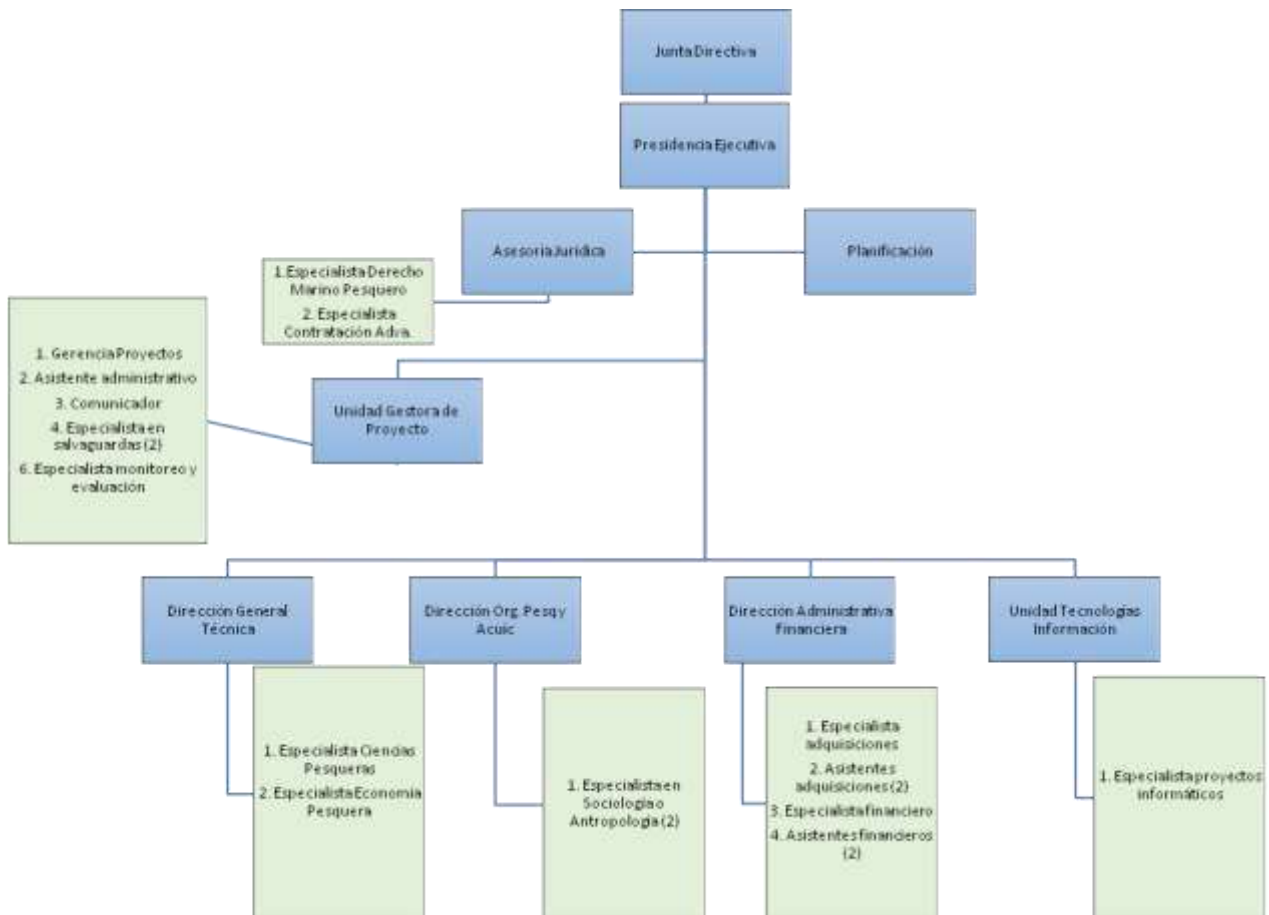 Junta Directiva
Presidencia Ejecutiva
Asesoria Jurídica
Planificación
1. Especialista Derecho
Marino Pesquero
2. Especialista
Contratación Adva.
1. Gerencia Proyectos
2. Asistente administrativo
3. Comunicador
4. Especialista en
salvaguardas (2)
6. Especialista monitoreo y
evaluación
Unidad Gestora de
Proyecto
Dirección General
Técnica
Dirección Org. Pesq y
Acuic
Dirección Administrativa
Financiera
Unidad Tecnologías
Información
1. Especialista Ciencias
Pesqueras
2. Especialista Economía
Pesquera
1. Especialista en
Sociología o
Antropología (2)
1. Especialista
adquisiciones
2. Asistentes
adquisiciones (2)
3. Especialista financiero
4. Asistentes financieros
(2)
1. Especialista proyectos
informáticos